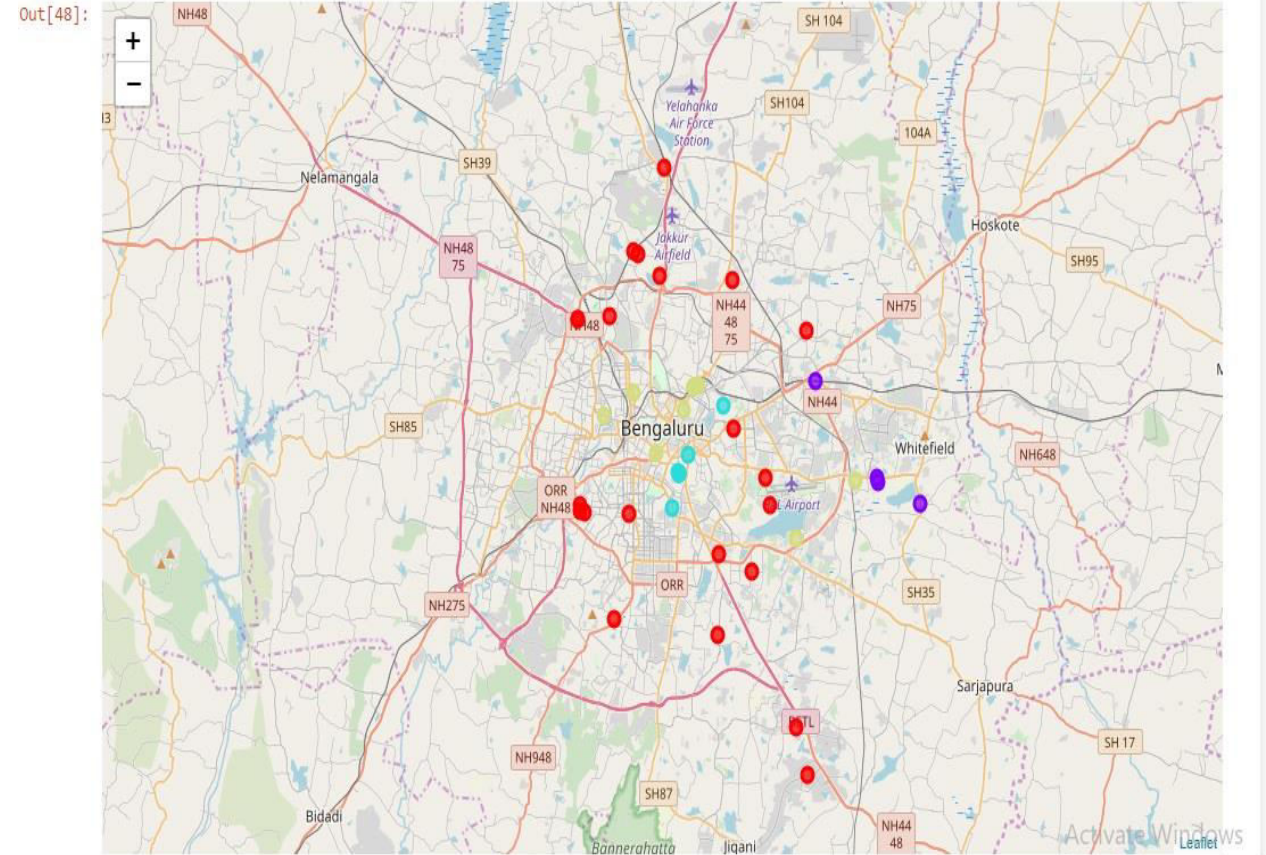 Out[48]:
+
−
NH48
SH 104
Yelahanka
Air Force
Station
SH104
104A
SH39
Nelamangala
Jakkur
Airfield
Hoskote
NH48
75
SH95
NH44
48
75
NH75
NH44
SH85
Bengaluru
Whitefield
NH648
ORR
NH48
Airport
ORR
SH35
NH275
Sarjapura
SH 17
NH948
SH87
Bidadi
NH44
48
Bannerghatta
Jigani
Activate Windows
Leaflet